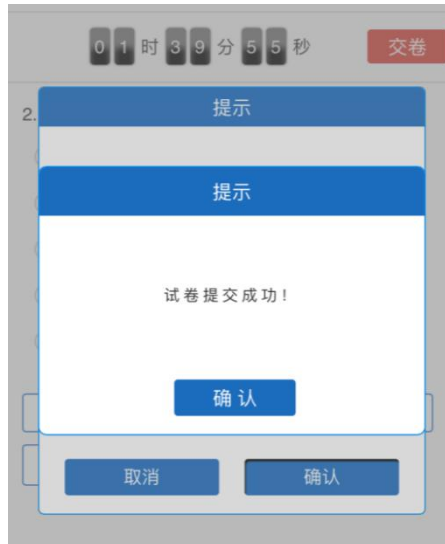 01时39分55秒 交卷
2.
提示
提示
试卷提交成功!
确认
取消 确认